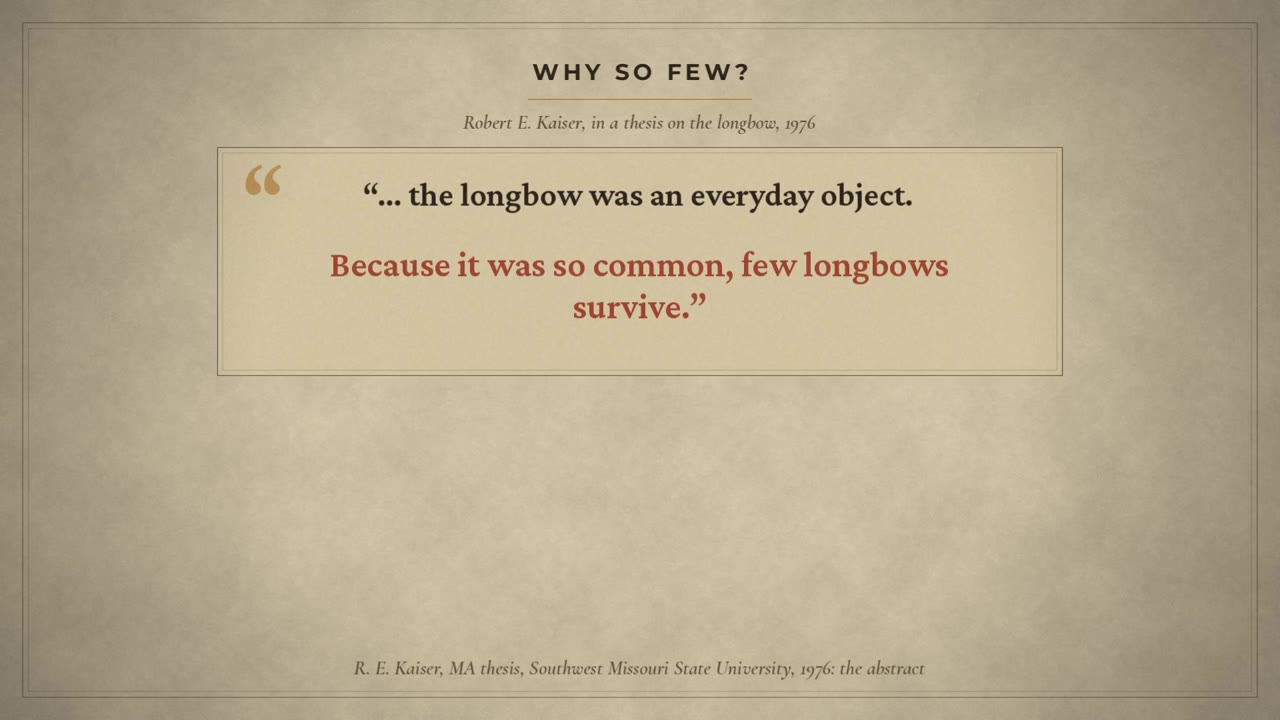 WHY SO FEW?
Robert E. Kaiser, in a thesis on the longbow, 1976
“
“... the longbow was an everyday object.
Because it was so common, few longbows
survive.”
R. E. Kaiser, MA thesis, Southwest Missouri State University, 1976: the abstract